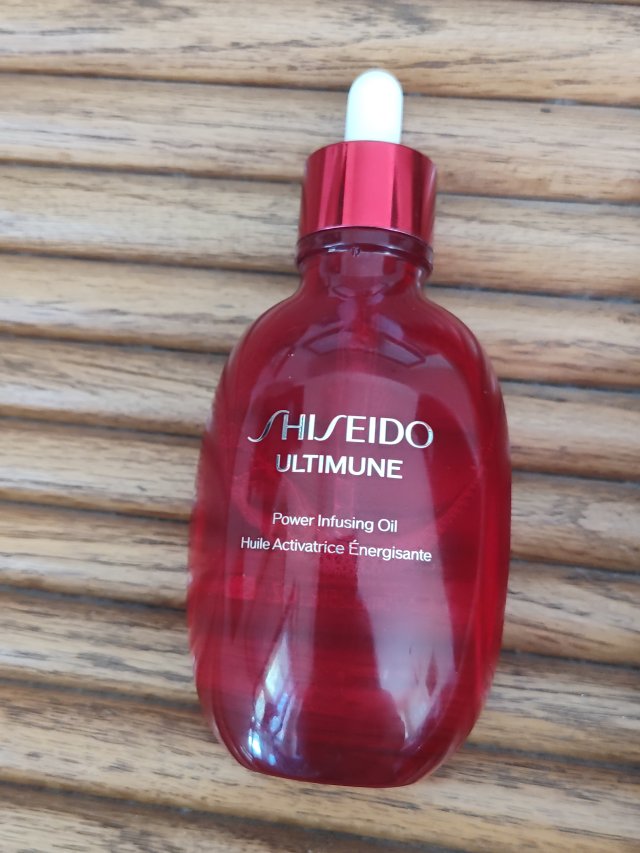 SHISEIDO
ULTIMUNE
Power Infusing Oil
Huile Activatrice Énergisante